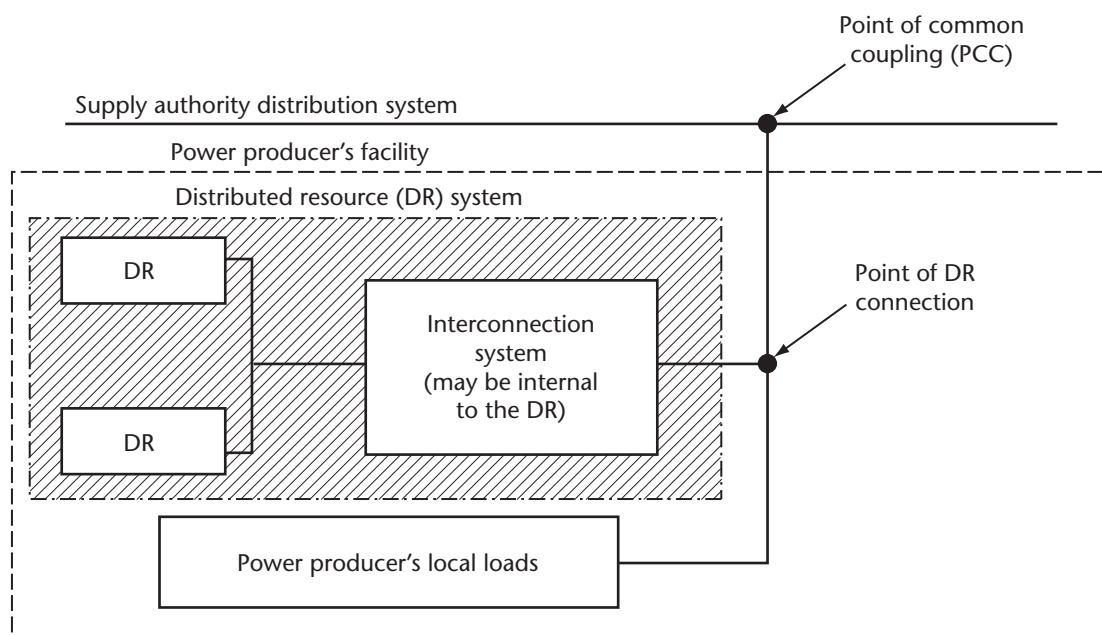 Point of common
coupling (PCC)
Supply authority distribution system
Power producer’s facility
Distributed resource (DR) system
DR
Interconnection
system
(may be internal
to the DR)
Point of DR
connection
DR
Power producer’s local loads